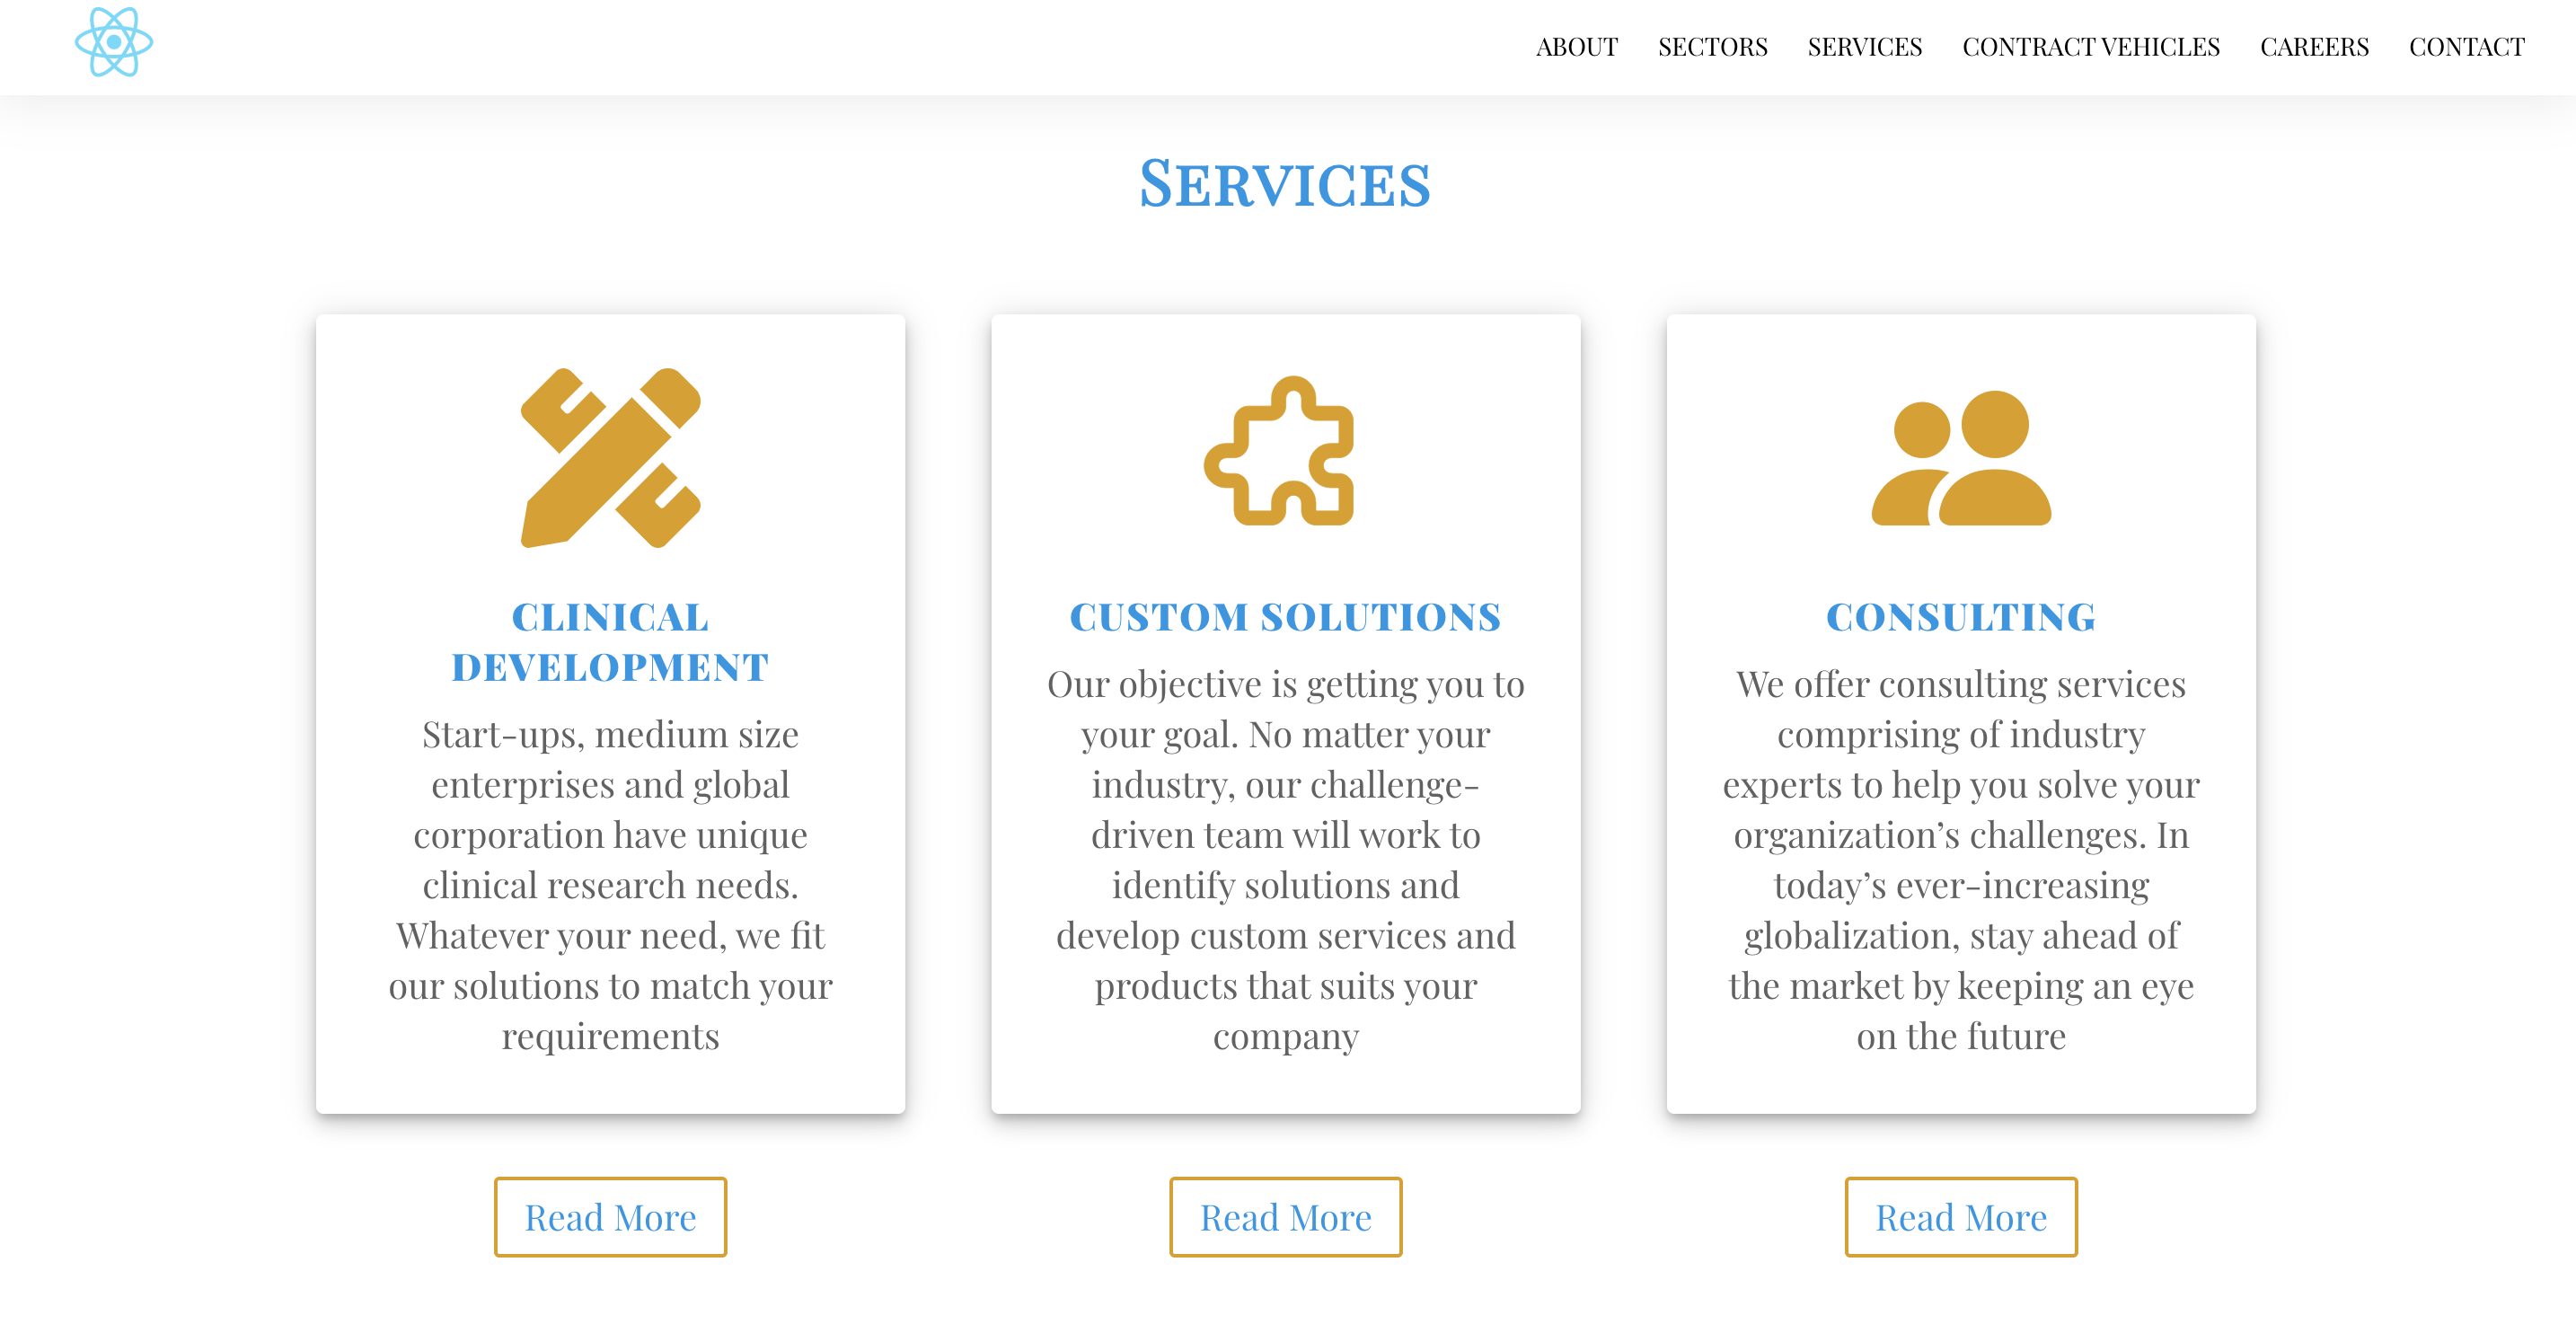 ABOUT SECTORS SERVICES CONTRACT VEHICLES CAREERS CONTACT
SERVICES
CLINICAL
DEVELOPMENT
Start-ups, medium size
enterprises and global
corporation have unique
clinical research needs.
Whatever your need, we fit
our solutions to match your
requirements
Read More
CUSTOM SOLUTIONS
Our objective is getting you to
your goal. No matter your
industry, our challenge-
driven team will work to
identify solutions and
develop custom services and
products that suits your
company
Read More
CONSULTING
We offer consulting services
comprising of industry
experts to help you solve your
organization’s challenges. In
today’s ever-increasing
globalization, stay ahead of
the market by keeping an eye
on the future
Read More